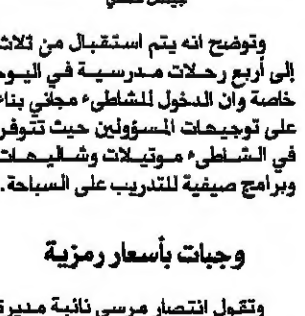 وتوضح انه يتم استقبال من ثلاث
إلى أربع رحلات مدرسية في اليوم
خاصة وان الدخول للشاطىء مجاني بناء
على توجيهات المسؤولين حيث تتوفر
في الشاطىء موتيلات وشاليهات
وبرامج صيفية للتدريب على السباحة.
وجبات بأسعار رمزية
وتقول انتصار مرسي نائبة مديرة